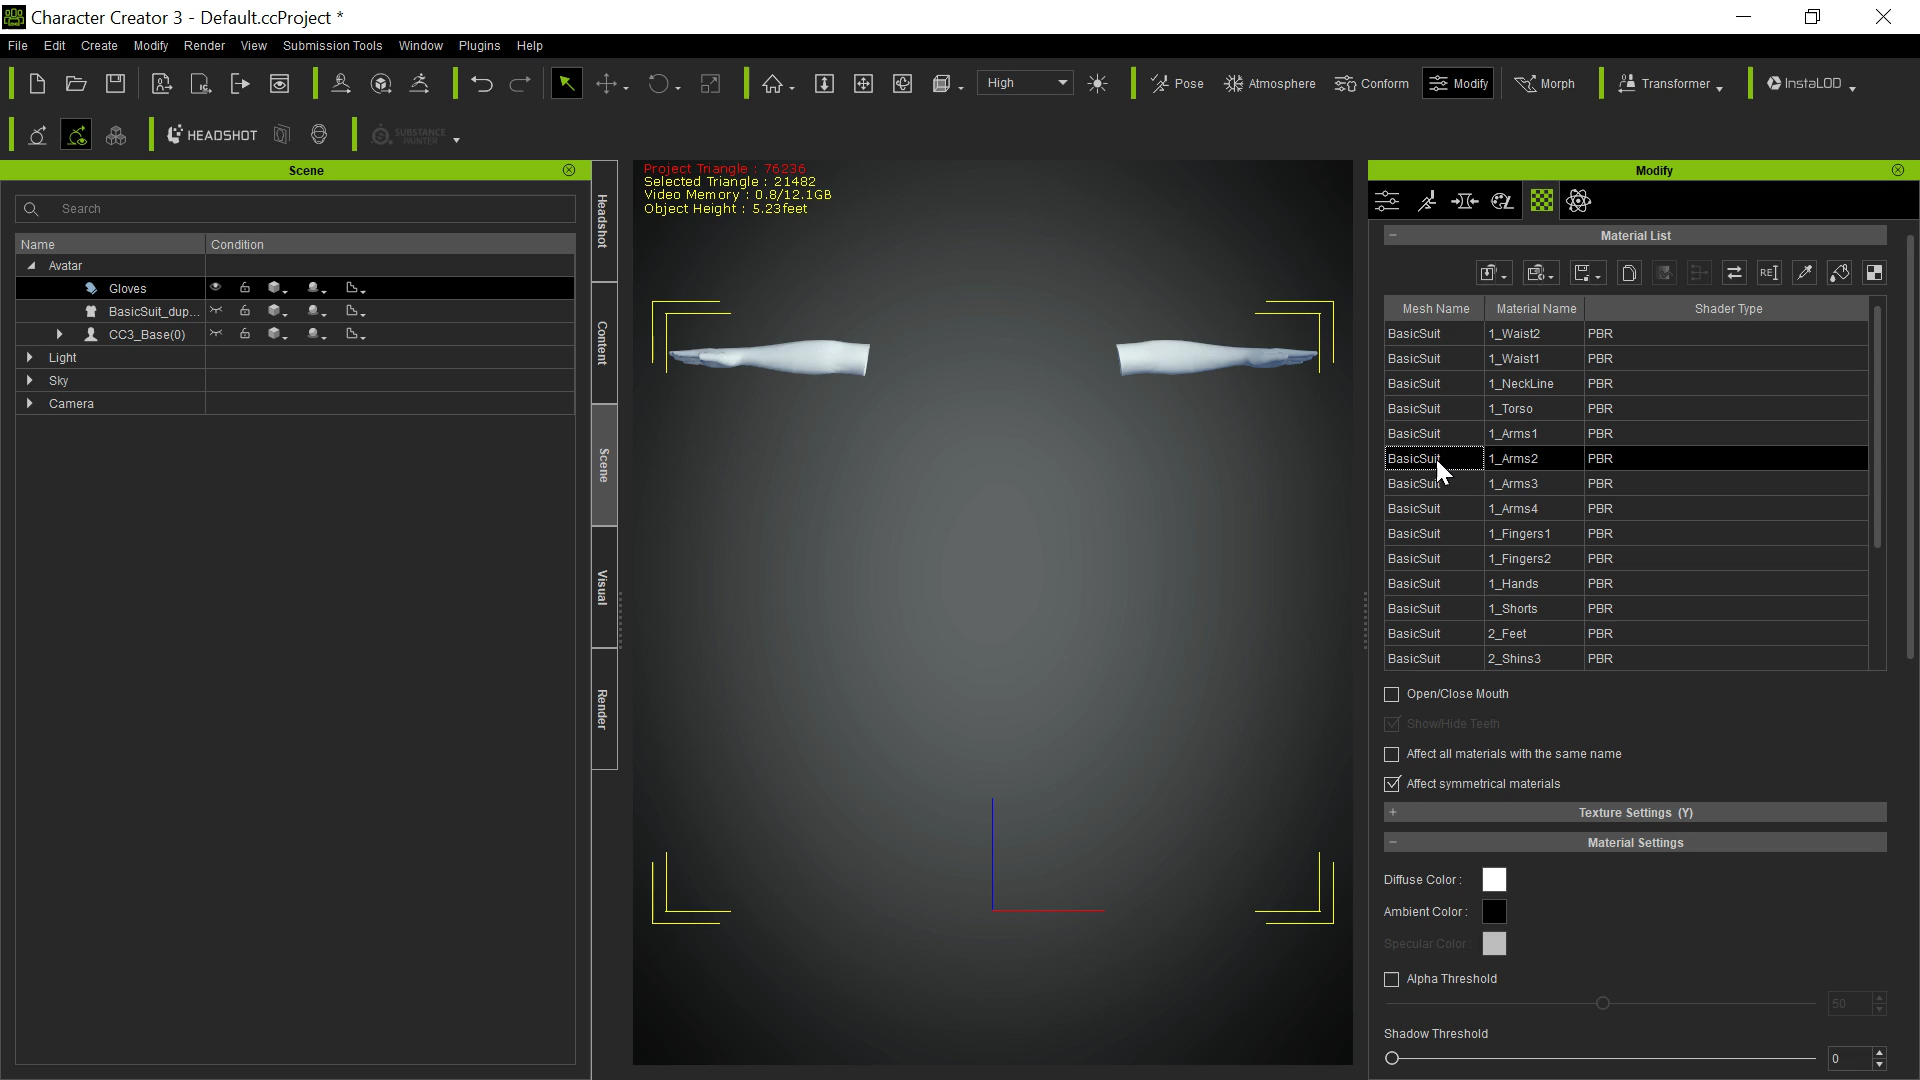 Character Creator 3 - Default.ccProject *
File Edit Create Modify Render View Submission Tools Window Plugins Help
High Pose Atmosphere Conform Modify Morph Transformer InstaLOD
HEADSHOT SUBSTANCE PAINTER
Scene
Search
Name Condition
Avatar
Gloves
BasicSuit_dup...
CC3_Base(0)
Light
Sky
Camera
Headshot
Content
Scene
Visual
Render
Project Triangle : 76236
Selected Triangle : 21482
Video Memory : 0.8/12.1GB
Object Height : 5.23feet
Modify
Material List
REI
Mesh Name Material Name Shader Type
BasicSuit 1_Waist2 PBR
BasicSuit 1_Waist1 PBR
BasicSuit 1_NeckLine PBR
BasicSuit 1_Torso PBR
BasicSuit 1_Arms1 PBR
BasicSuit 1_Arms2 PBR
BasicSuit 1_Arms3 PBR
BasicSuit 1_Arms4 PBR
BasicSuit 1_Fingers1 PBR
BasicSuit 1_Fingers2 PBR
BasicSuit 1_Hands PBR
BasicSuit 1_Shorts PBR
BasicSuit 2_Feet PBR
BasicSuit 2_Shins3 PBR
Open/Close Mouth
Show/Hide Teeth
Affect all materials with the same name
Affect symmetrical materials
Texture Settings (Y)
Material Settings
Diffuse Color :
Ambient Color :
Specular Color :
Alpha Threshold
50
Shadow Threshold
0